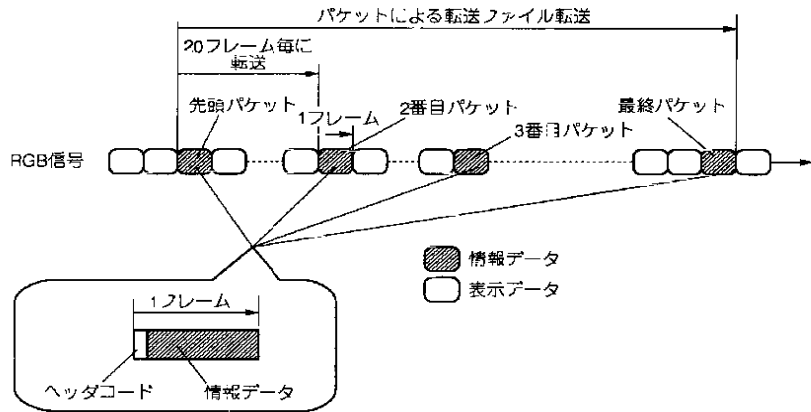 パケットによる転送ファイル転送
20フレーム毎に
転送
先頭パケット
1フレーム
2番目パケット
3番目パケット
最終パケット
RGB信号
情報データ
表示データ
1フレーム
ヘッダコード
情報データ